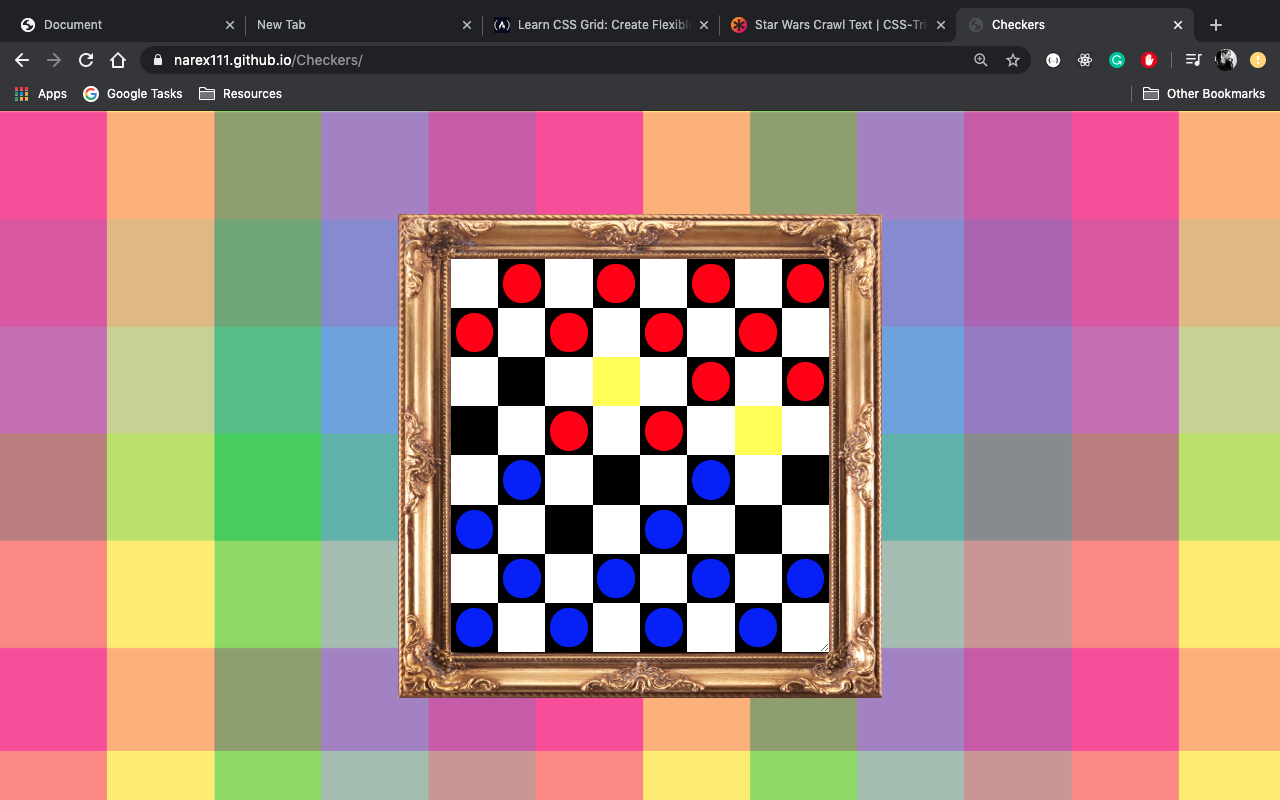 Document
New Tab
Learn CSS Grid: Create Flexibl
Star Wars Crawl Text | CSS-Tri
Checkers
narex111.github.io/Checkers/
Apps
Google Tasks
Resources
Other Bookmarks